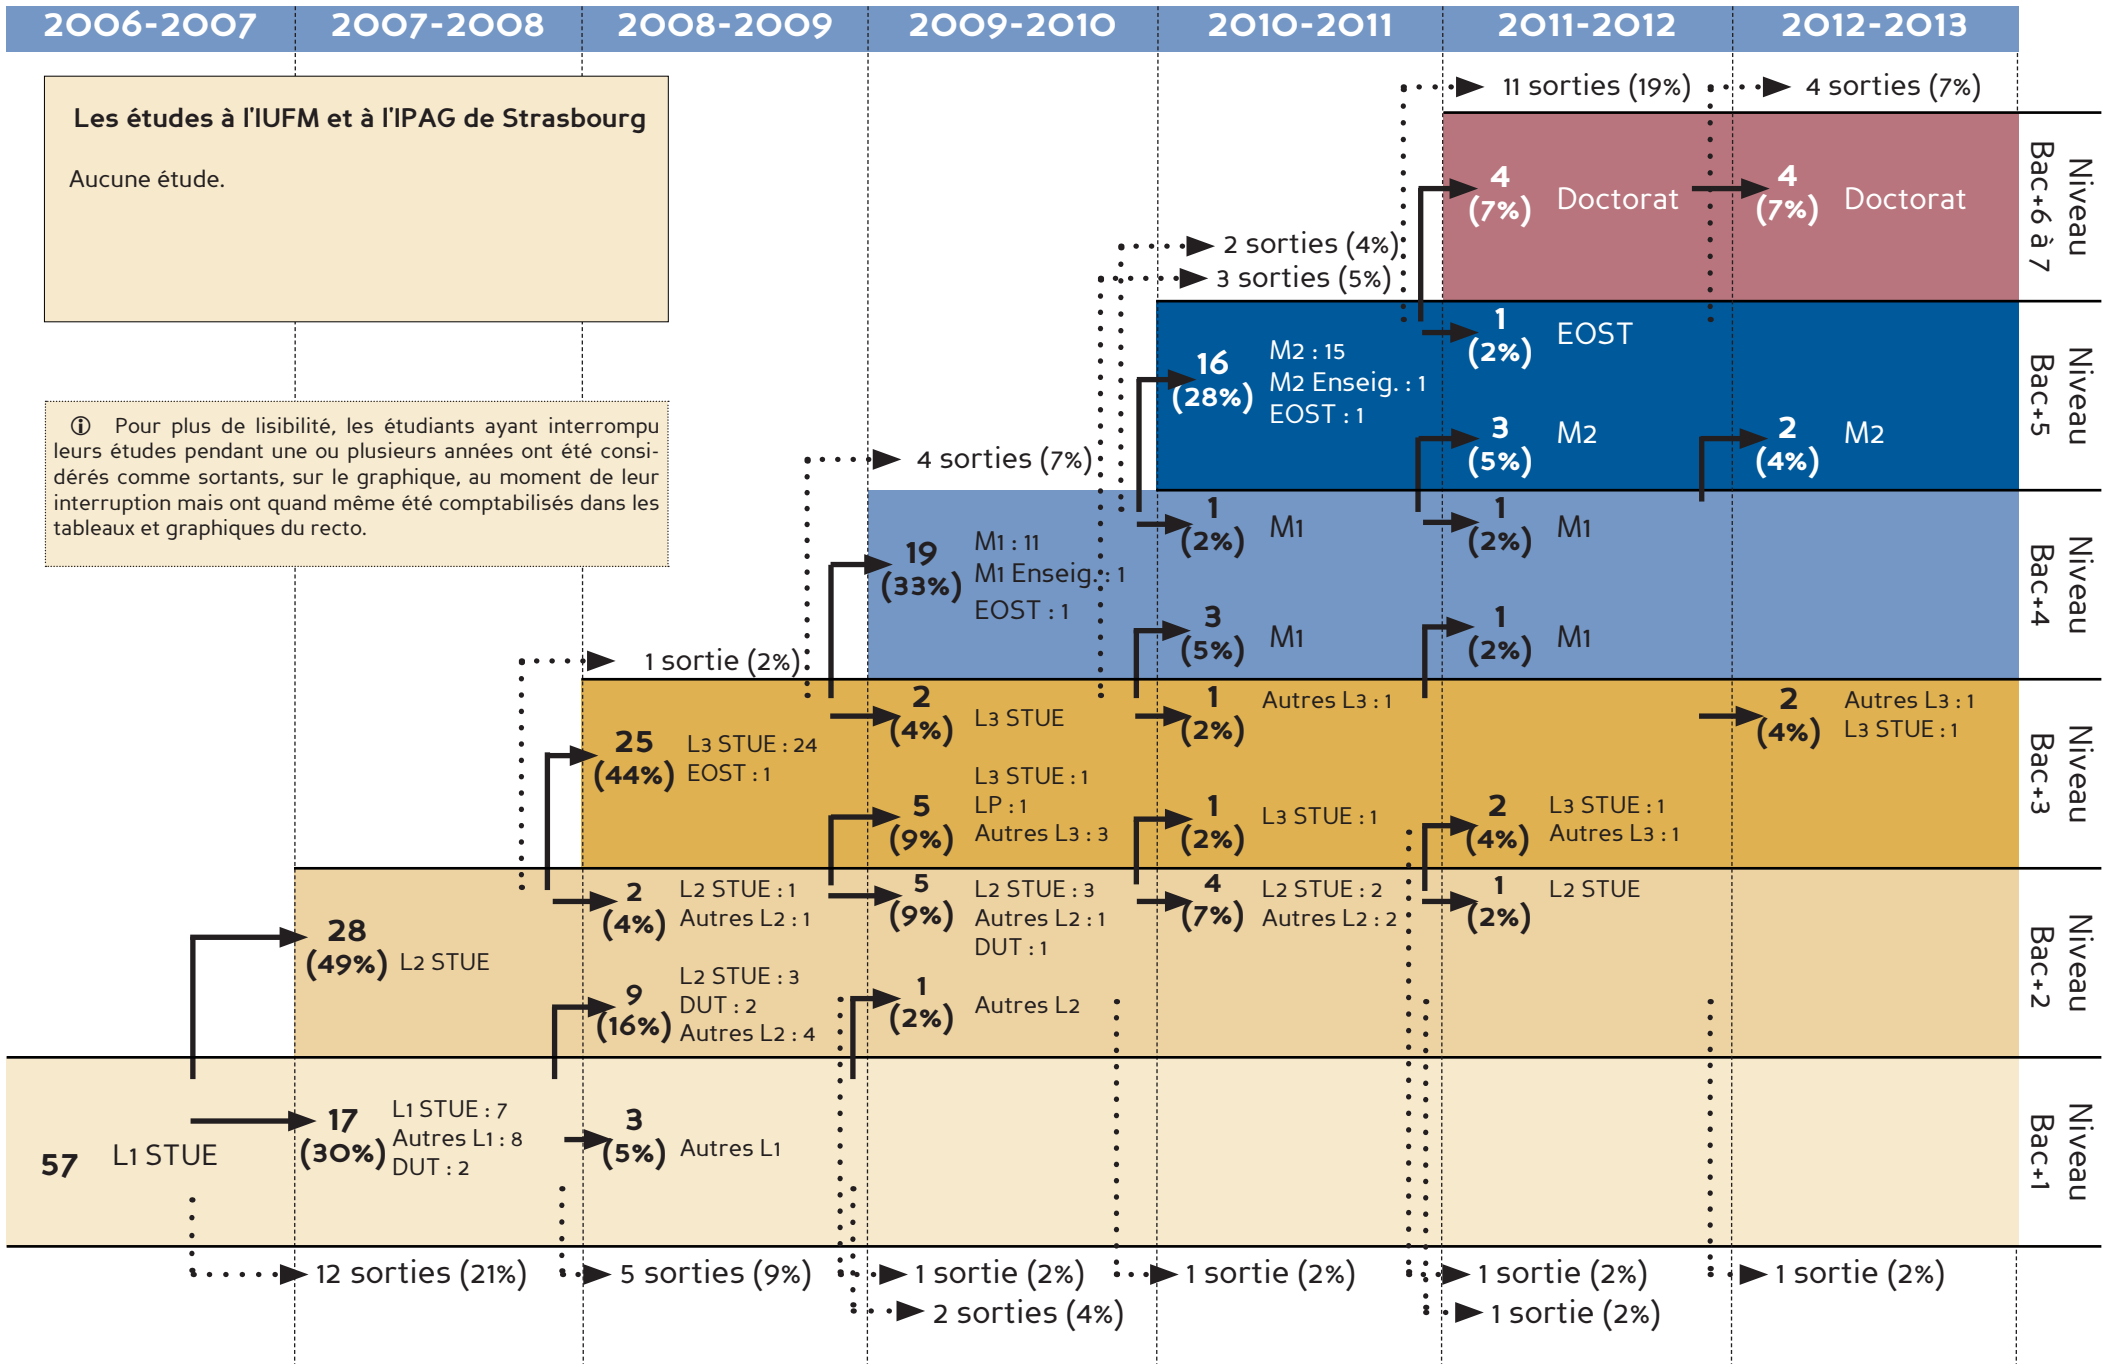 2006-2007 2007-2008 2008-2009 2009-2010 2010-2011 2011-2012 2012-2013
Les études à l'IUFM et à l'IPAG de Strasbourg
Aucune étude.
Pour plus de lisibilité, les étudiants ayant interrompu
leurs études pendant une ou plusieurs années ont été consi-
dérés comme sortants, sur le graphique, au moment de leur
interruption mais ont quand même été comptabilisés dans les
tableaux et graphiques du recto.
11 sorties (19%)
4 sorties (7%)
4
(7%)
Doctorat
4
(7%)
Doctorat
Niveau
Bac+6 à 7
2 sorties (4%)
3 sorties (5%)
16
(28%)
M2 : 15
M2 Enseig. : 1
EOST : 1
1
(2%)
EOST
3
(5%)
M2
2
(4%)
M2
Niveau
Bac+5
4 sorties (7%)
19
(33%)
M1 : 11
M1 Enseig. : 1
EOST : 1
1
(2%)
M1
3
(5%)
M1
1
(2%)
M1
1
(2%)
M1
Niveau
Bac+4
1 sortie (2%)
25
(44%)
L3 STUE : 24
EOST : 1
2
(4%)
L3 STUE
5
(9%)
L3 STUE : 1
LP : 1
Autres L3 : 3
1
(2%)
Autres L3 : 1
1
(2%)
L3 STUE : 1
2
(4%)
L3 STUE : 1
Autres L3 : 1
2
(4%)
Autres L3 : 1
L3 STUE : 1
Niveau
Bac+3
28
(49%)
L2 STUE
2
(4%)
L2 STUE : 1
Autres L2 : 1
9
(16%)
L2 STUE : 3
DUT : 2
Autres L2 : 4
5
(9%)
L2 STUE : 3
Autres L2 : 1
DUT : 1
1
(2%)
Autres L2
4
(7%)
L2 STUE : 2
Autres L2 : 2
1
(2%)
L2 STUE
Niveau
Bac+2
57
L1 STUE
17
(30%)
L1 STUE : 7
Autres L1 : 8
DUT : 2
3
(5%)
Autres L1
Niveau
Bac+1
12 sorties (21%)
5 sorties (9%)
1 sortie (2%)
2 sorties (4%)
1 sortie (2%)
1 sortie (2%)
1 sortie (2%)
1 sortie (2%)